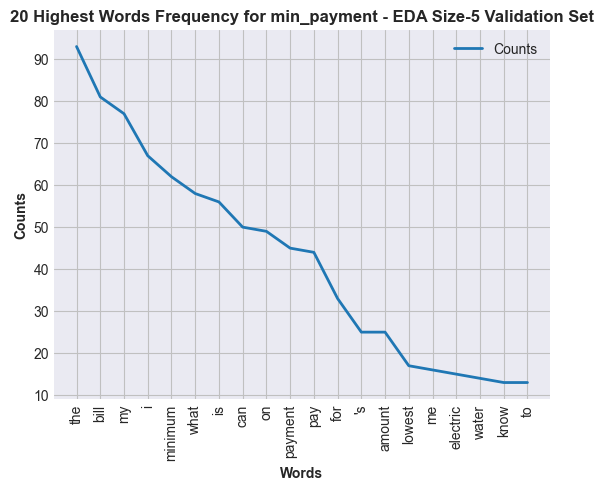 20 Highest Words Frequency for min_payment - EDA Size-5 Validation Set
Counts
90
80
70
60
50
40
30
20
10
Counts
the
bill
my
i
minimum
what
is
can
on
payment
pay
for
's
amount
lowest
me
electric
water
know
to
Words